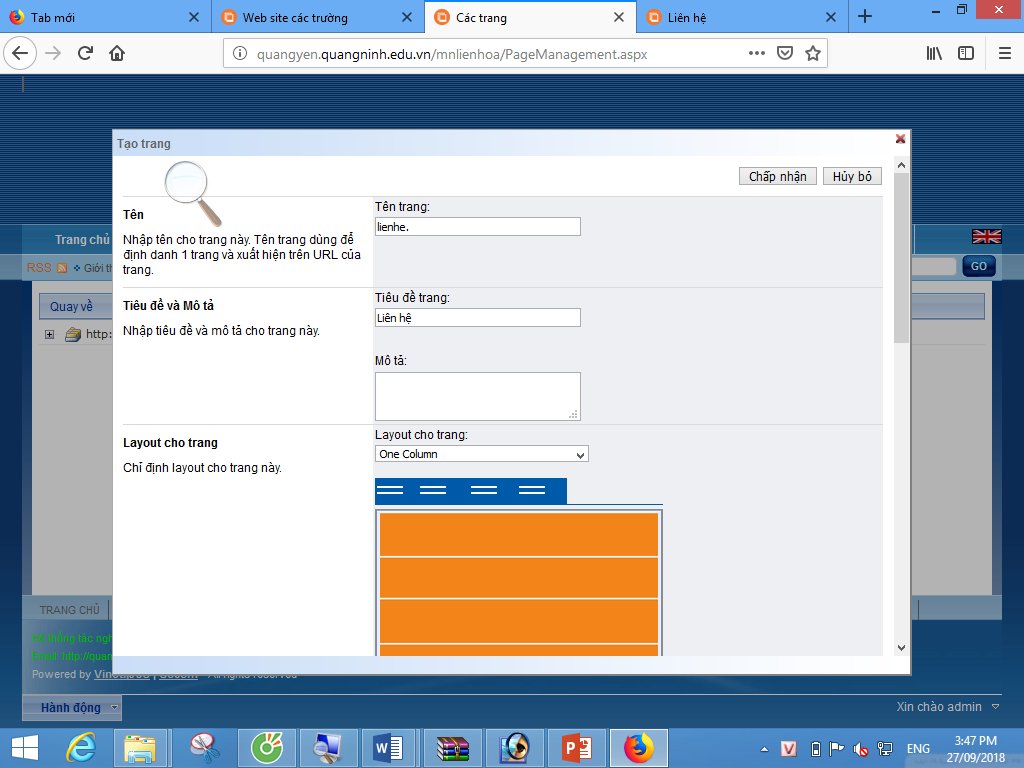 Tab mới
Web site các trường
Các trang
Liên hệ
quangyen.quangninh.edu.vn/mnlienhoa/PageManagement.aspx
Tạo trang
Chấp nhận
Hủy bỏ
Tên
Nhập tên cho trang này. Tên trang dùng để
định danh 1 trang và xuất hiện trên URL của
trang.
Tên trang:
lienhe.
Tiêu đề và Mô tả
Nhập tiêu đề và mô tả cho trang này.
Tiêu đề trang:
Liên hệ
Mô tả:
Layout cho trang
Chỉ định layout cho trang này.
Layout cho trang:
One Column
Trang chủ
RSS
Giới th
GO
Quay về
http:
TRANG CHỦ
Email: http://quan
Powered by
Hành động
Xin chào admin
ENG
3:47 PM
27/09/2018